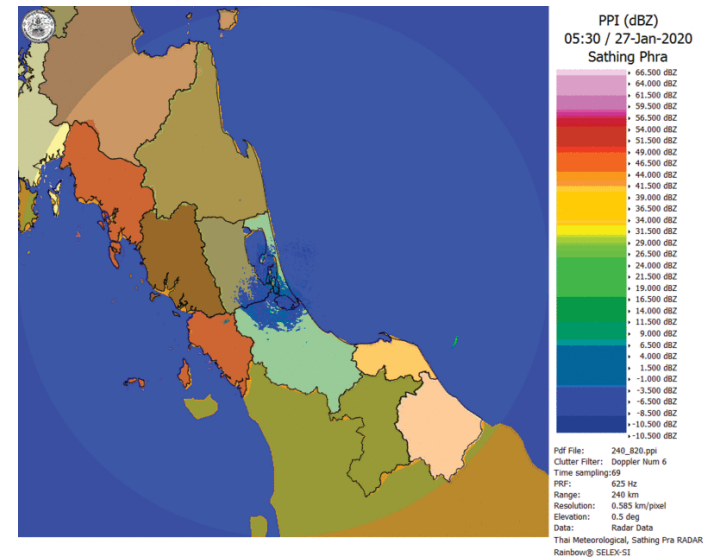 PPI (dBZ)
05:30 / 27-Jan-2020
Sathing Phra
66.500 dBZ
64.000 dBZ
61.500 dBZ
59.500 dBZ
56.500 dBZ
54.000 dBZ
51.500 dBZ
49.000 dBZ
46.500 dBZ
44.000 dBZ
41.500 dBZ
39.000 dBZ
36.500 dBZ
34.000 dBZ
31.500 dBZ
29.000 dBZ
26.500 dBZ
24.000 dBZ
21.500 dBZ
19.000 dBZ
16.500 dBZ
14.000 dBZ
11.500 dBZ
9.000 dBZ
6.500 dBZ
4.000 dBZ
1.500 dBZ
-1.000 dBZ
-3.500 dBZ
-6.500 dBZ
-8.500 dBZ
-10.500 dBZ
-10.500 dBZ
Pdf File: 240_820.ppi
Clutter Filter: Doppler Num 6
Time sampling:69
PRF: 625 Hz
Range: 240 km
Resolution: 0.585 km/pixel
Elevation: 0.5 deg
Data: Radar Data
Thai Meteorological, Sathing Pra RADAR
Rainbow® SELEX-SI